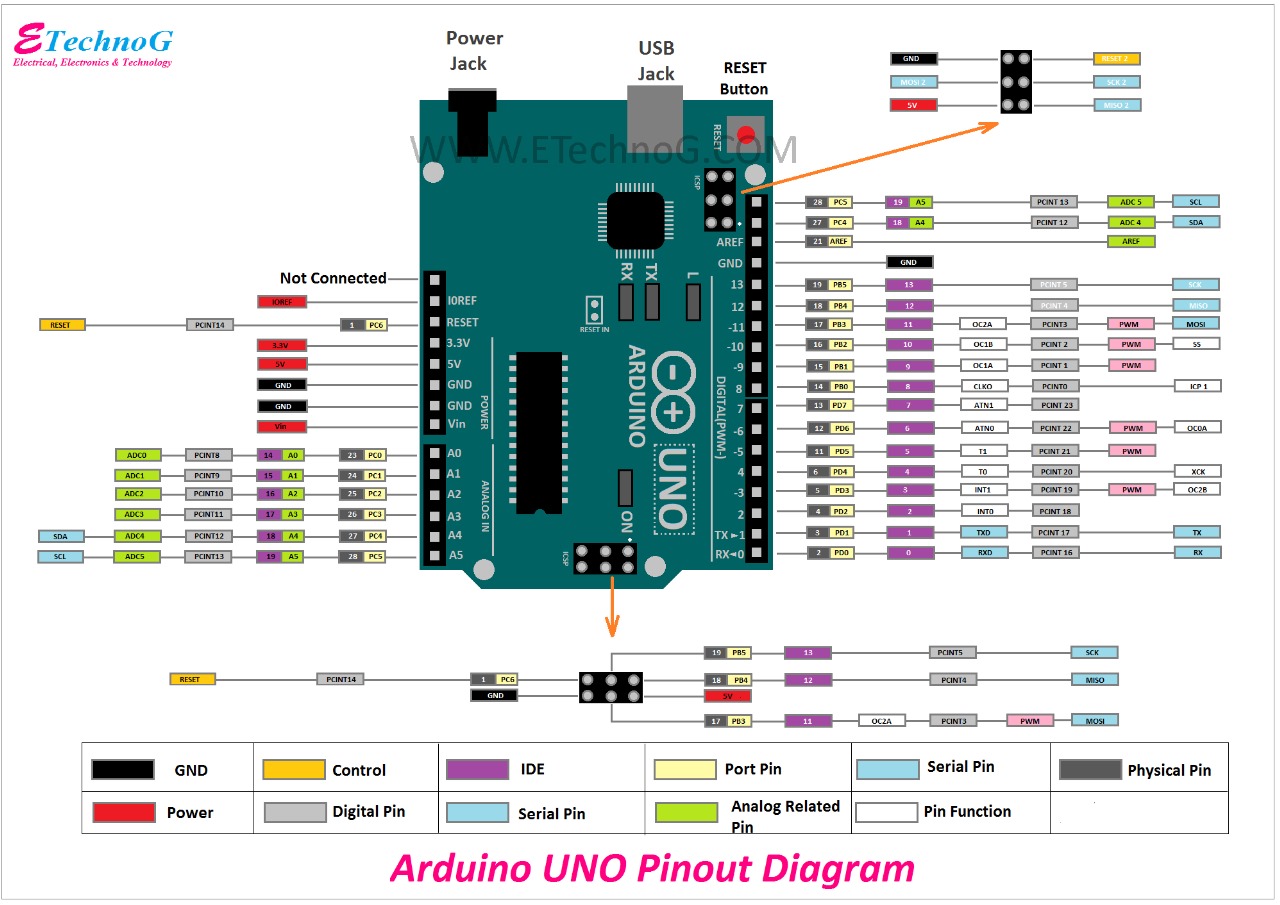 ETechnoG
Electrical, Electronics & Technology
Power
Jack
USB
Jack
RESET
Button
GND RESET 2
MOSI 2 SCK 2
5V MISO 2
WWW.ETechnoG.COM
RESET
ICSP
28 PC5 19 A5 PCINT 13 ADC 5 SCL
27 PC4 18 A4 PCINT 12 ADC 4 SDA
AREF 21 AREF AREF
GND GND
13 19 PB5 13 PCINT 5 SCK
12 18 PB4 12 PCINT 4 MISO
-11 17 PB3 11 OC2A PCINT3 PWM MOSI
-10 16 PB2 10 OC1B PCINT 2 PWM SS
-9 15 PB1 9 OC1A PCINT 1 PWM
8 14 PB0 8 CLKO PCINT0 ICP 1
7 13 PD7 7 ATN1 PCINT 23
-6 12 PD6 6 ATN0 PCINT 22 PWM OC0A
-5 11 PD5 5 T1 PCINT 21 PWM
4 6 PD4 4 T0 PCINT 20 XCK
-3 5 PD3 3 INT1 PCINT 19 PWM OC2B
2 4 PD2 2 INT0 PCINT 18
TX ►1 3 PD1 1 TXD PCINT 17 TX
RX◄0 2 PD0 0 RXD PCINT 16 RX
RX
TX
L
RESET IN
ARDUINO
UNO
DIGITAL(PWM-)
ON
ICSP
Not Connected
IOREF I0REF
RESET PCINT14 1 PC6 RESET
3.3V 3.3V
5V 5V
GND GND
GND GND
Vin Vin
POWER
ADC0 PCINT8 14 A0 23 PC0 A0
ADC1 PCINT9 15 A1 24 PC1 A1
ADC2 PCINT10 16 A2 25 PC2 A2
ADC3 PCINT11 17 A3 26 PC3 A3
SDA ADC4 PCINT12 18 A4 27 PC4 A4
SCL ADC5 PCINT13 19 A5 28 PC5 A5
ANALOG IN
19 PB5 13 PCINT5 SCK
RESET PCINT14 1 PC6 18 PB4 12 PCINT4 MISO
GND 5V
17 PB3 11 OC2A PCINT3 PWM MOSI
GND Control IDE Port Pin Serial Pin Physical Pin
Power Digital Pin Serial Pin Analog Related Pin Pin Function
Arduino UNO Pinout Diagram